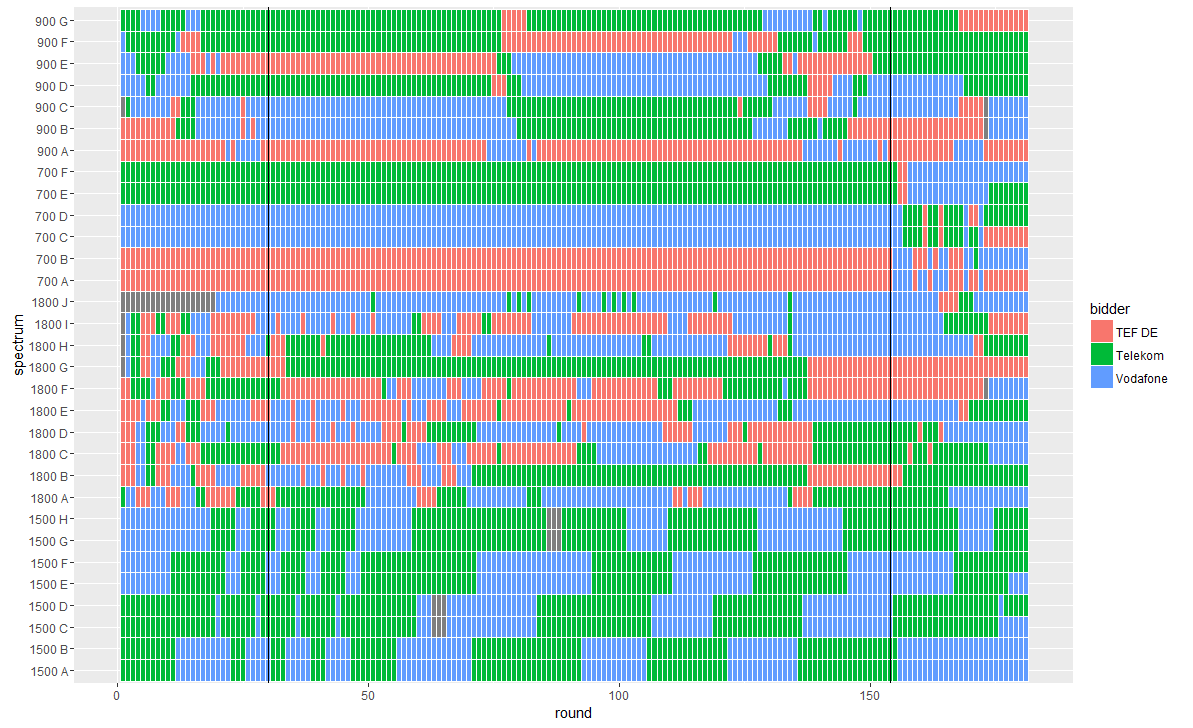 900 G
900 F
900 E
900 D
900 C
900 B
900 A
700 F
700 E
700 D
700 C
700 B
700 A
1800 J
1800 I
1800 H
1800 G
1800 F
1800 E
1800 D
1800 C
1800 B
1800 A
1500 H
1500 G
1500 F
1500 E
1500 D
1500 C
1500 B
1500 A
spectrum
0 50 100 150
round
bidder
TEF DE
Telekom
Vodafone